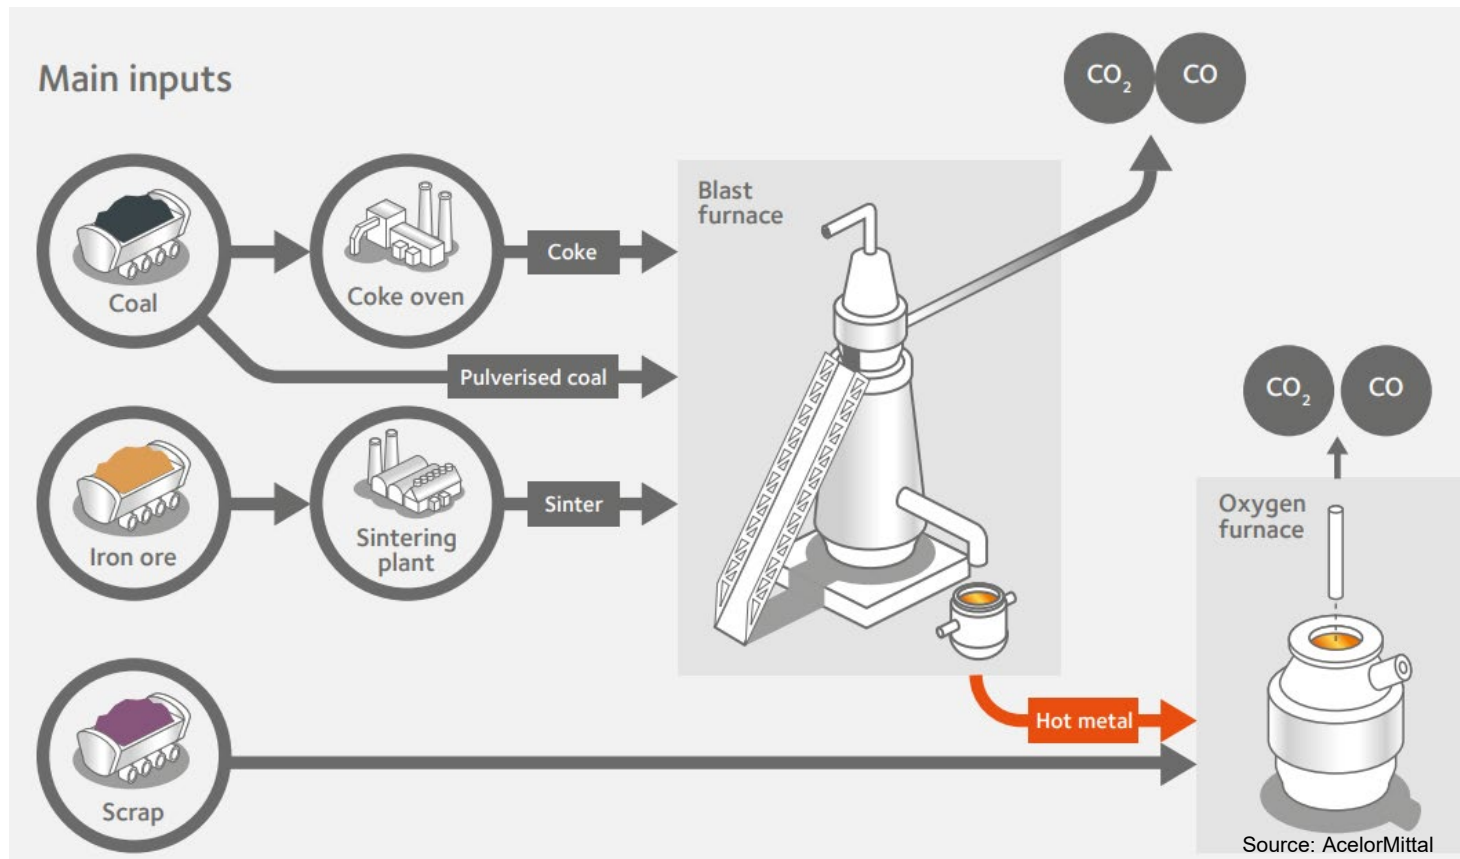 Main inputs
CO₂
CO
Blast
furnace
Coal
Coke oven
Coke
Pulverised coal
CO₂
CO
Iron ore
Sintering
plant
Sinter
Oxygen
furnace
Hot metal
Scrap
Source: AcelorMittal